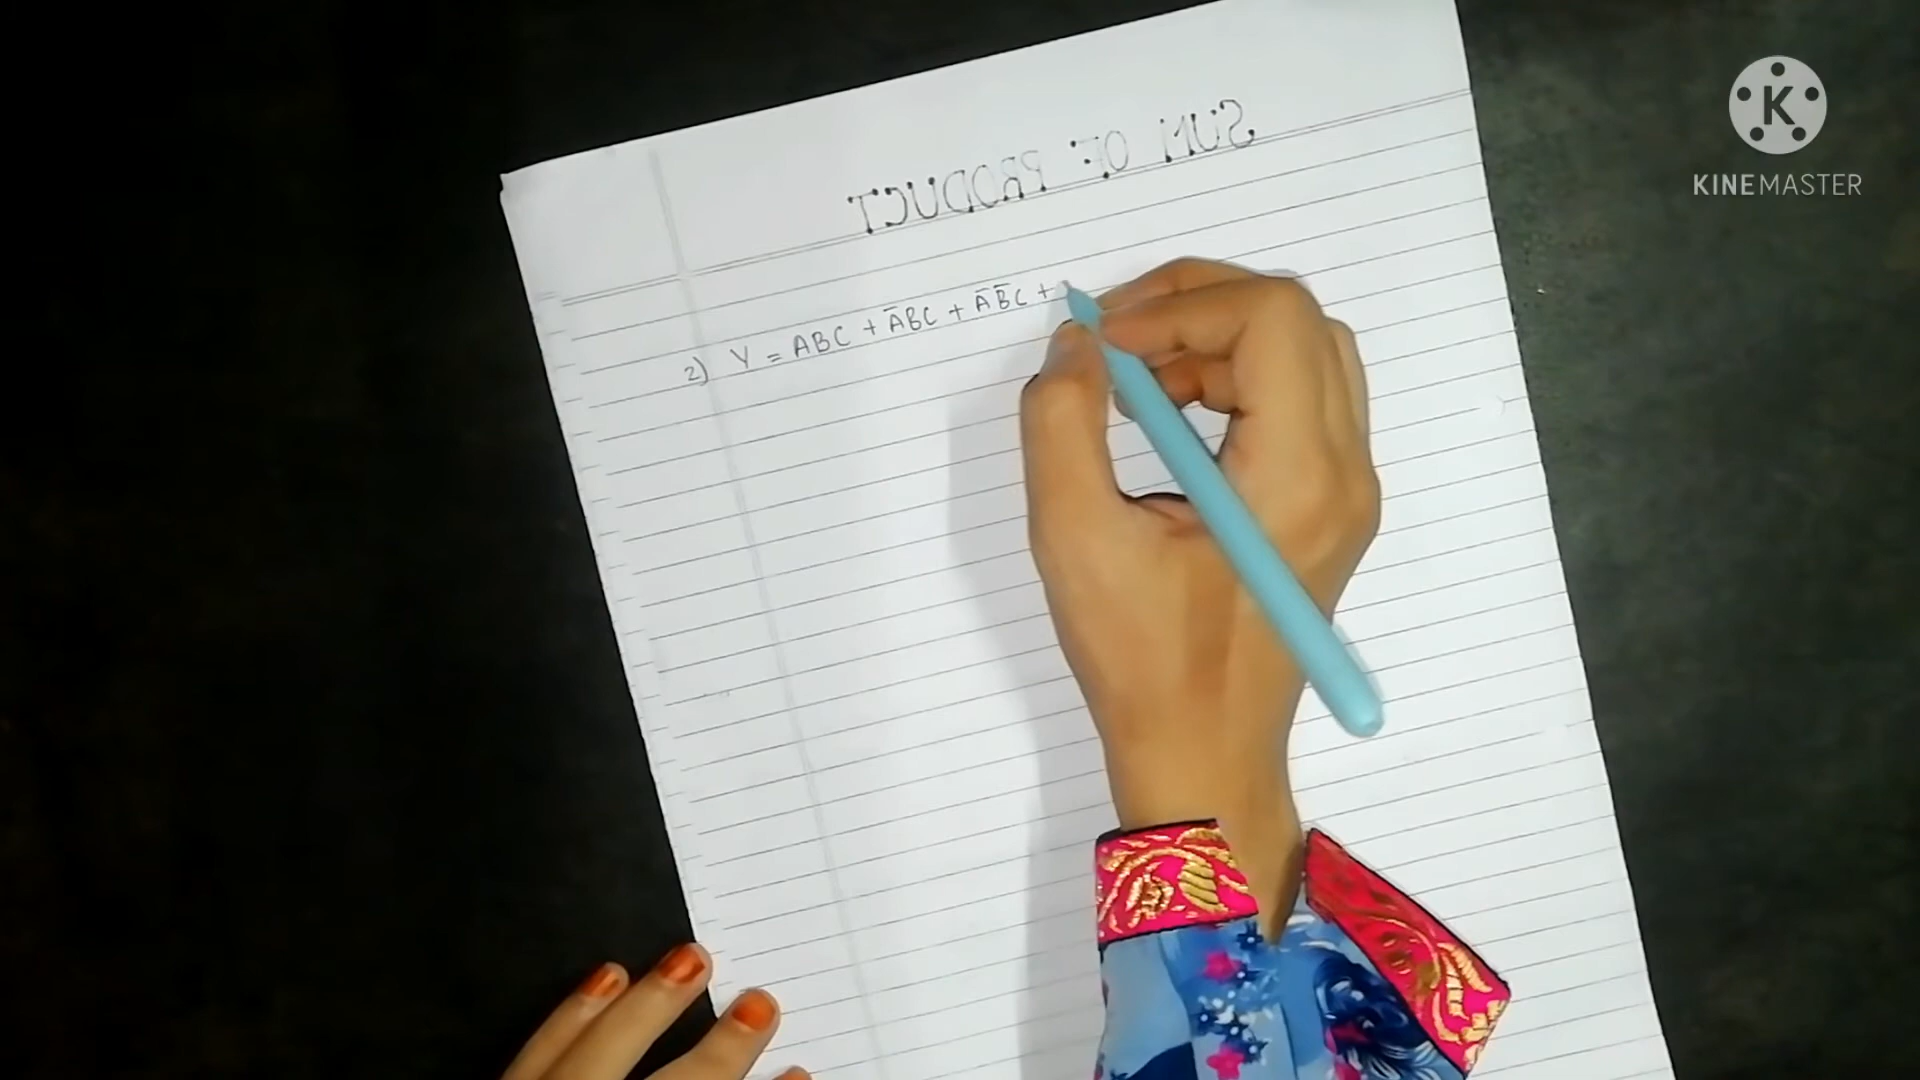 SUM OF PRODUCT
2) Y = ABC + A̅BC + A̅B̅C +
KINEMASTER